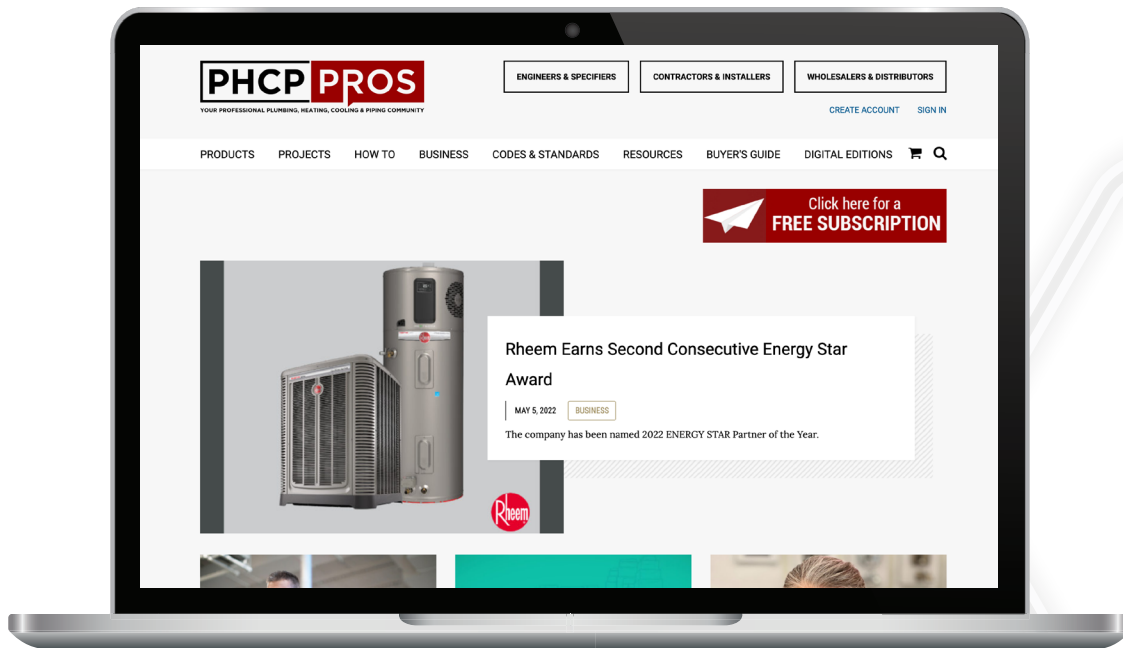 PHCP PROS
YOUR PROFESSIONAL PLUMBING, HEATING, COOLING & PIPING COMMUNITY
ENGINEERS & SPECIFIERS
CONTRACTORS & INSTALLERS
WHOLESALERS & DISTRIBUTORS
CREATE ACCOUNT
SIGN IN
PRODUCTS
PROJECTS
HOW TO
BUSINESS
CODES & STANDARDS
RESOURCES
BUYER'S GUIDE
DIGITAL EDITIONS
Click here for a
FREE SUBSCRIPTION
Rheem Earns Second Consecutive Energy Star
Award
MAY 5, 2022
BUSINESS
The company has been named 2022 ENERGY STAR Partner of the Year.
Rheem